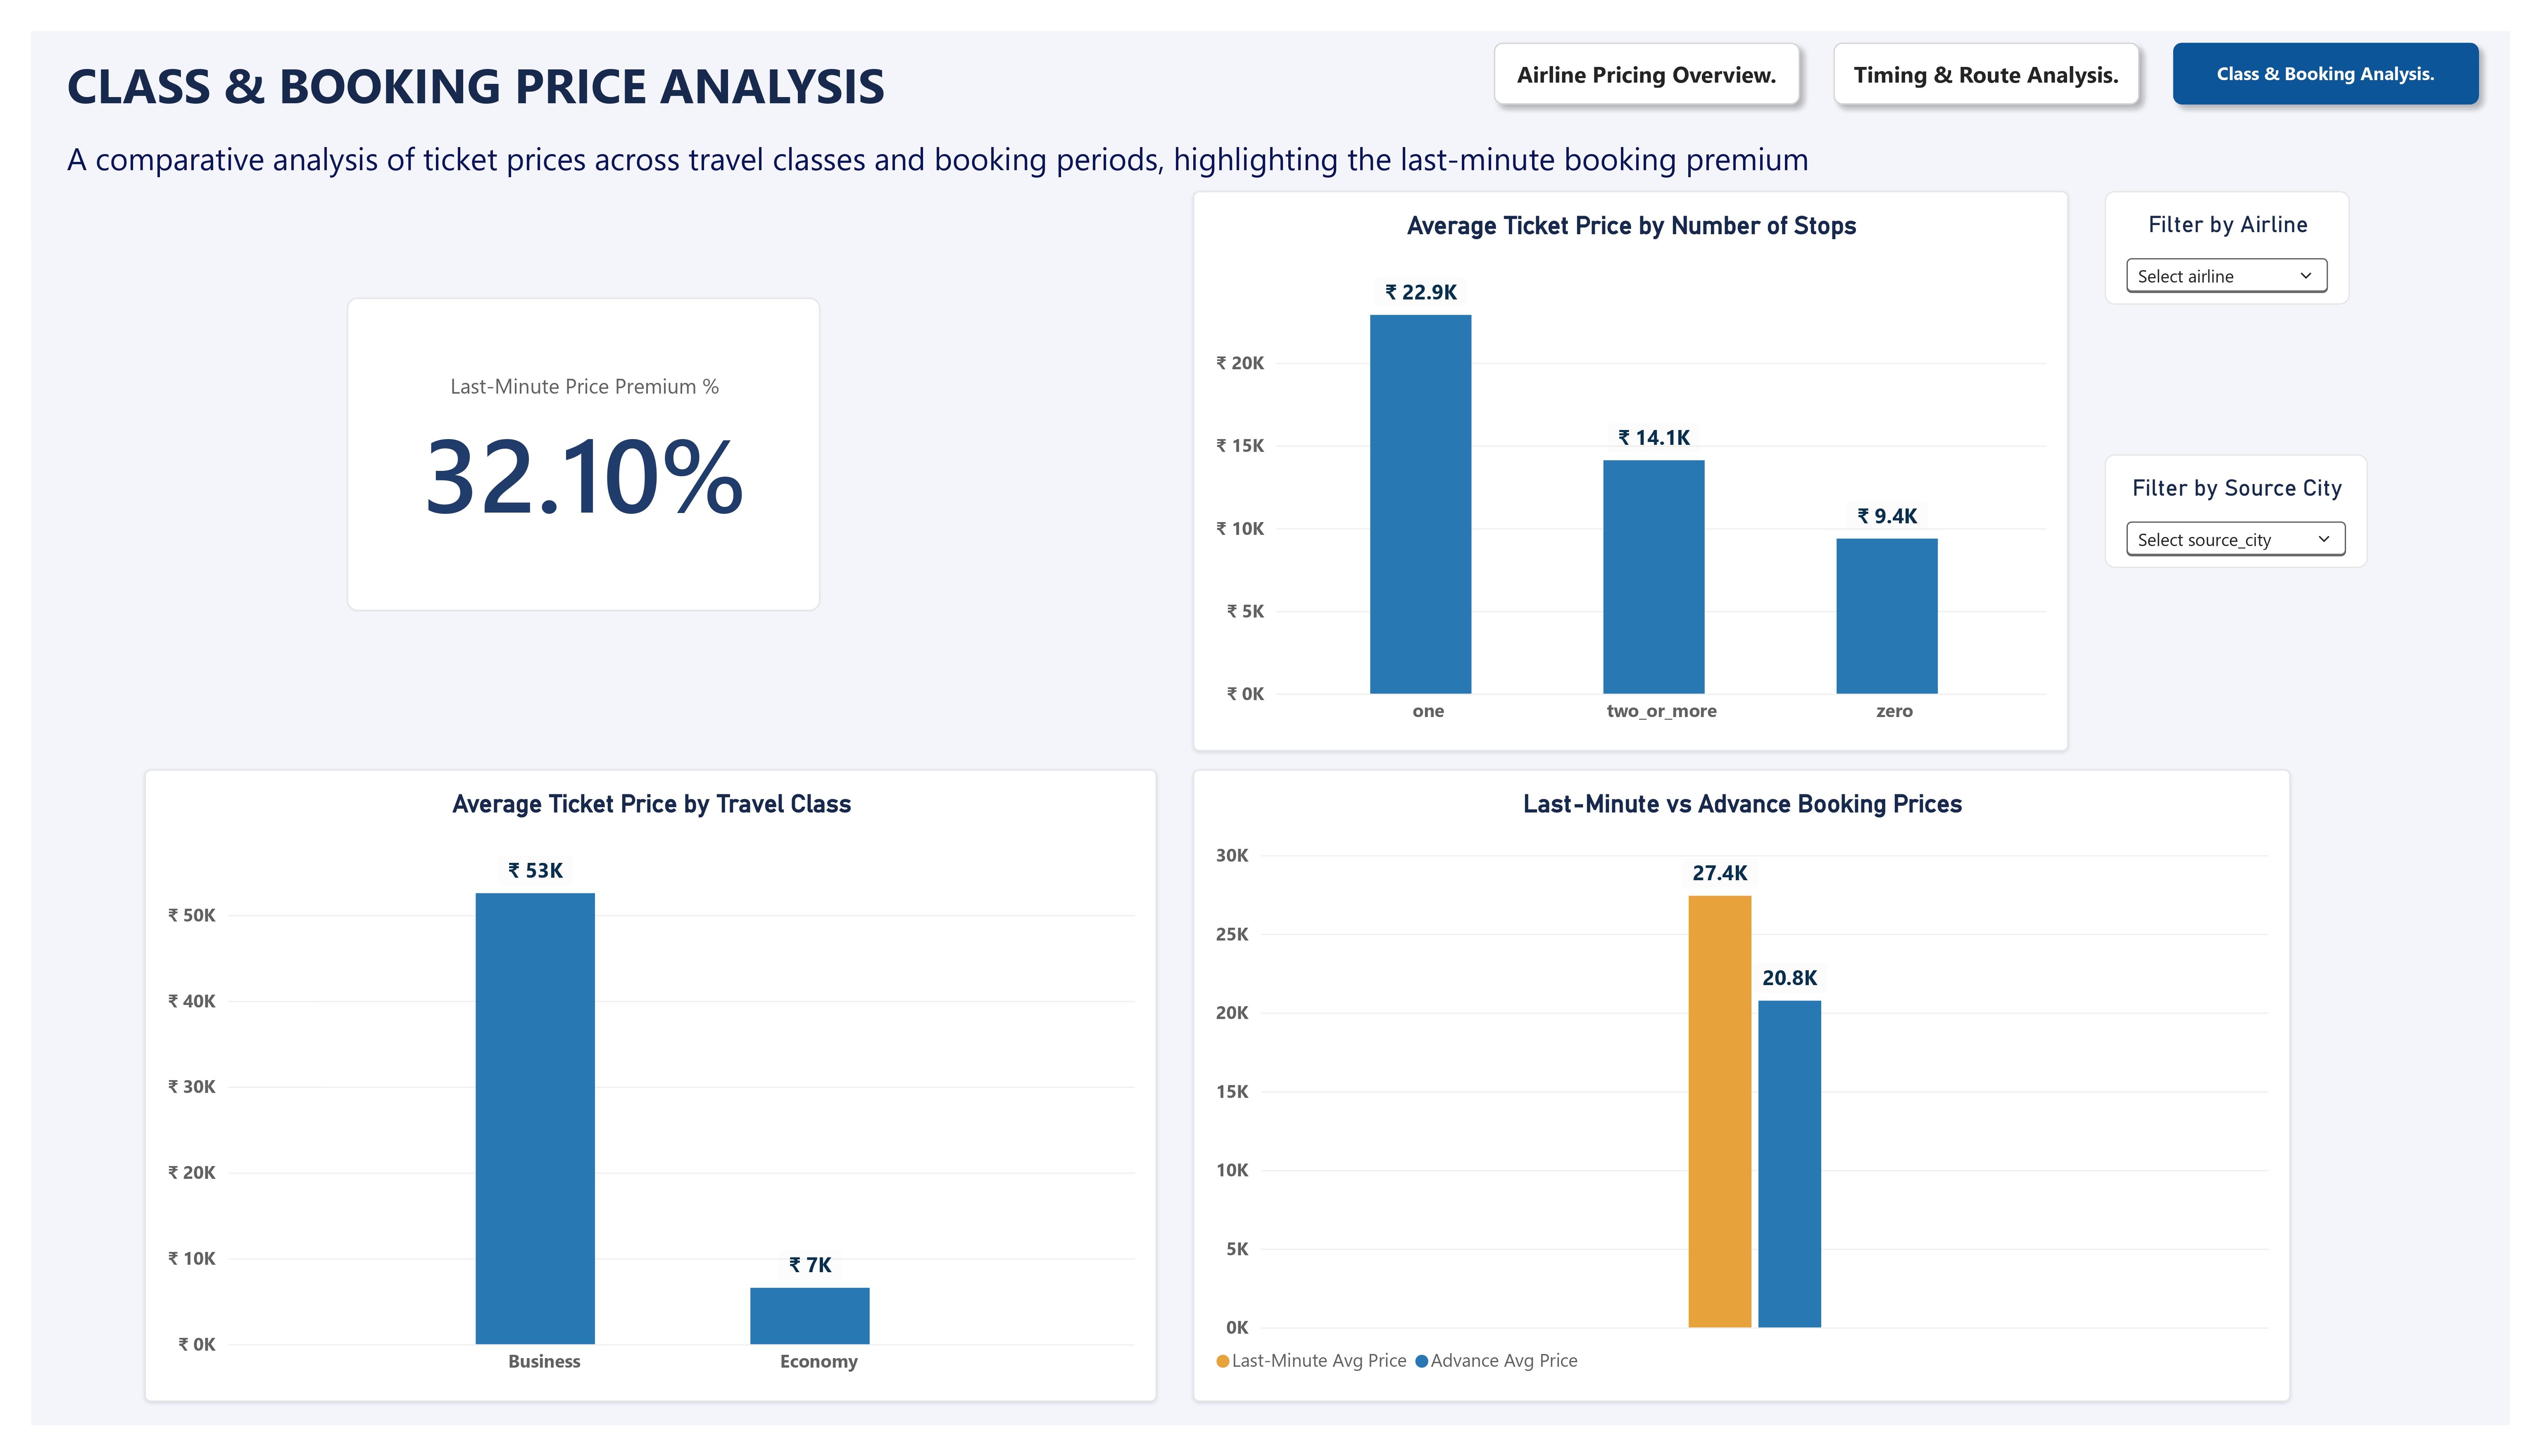 CLASS & BOOKING PRICE ANALYSIS
Airline Pricing Overview.
Timing & Route Analysis.
Class & Booking Analysis.
A comparative analysis of ticket prices across travel classes and booking periods, highlighting the last-minute booking premium
Last-Minute Price Premium %
32.10%
Average Ticket Price by Number of Stops
₹ 22.9K
₹ 20K
₹ 14.1K
₹ 15K
₹ 9.4K
₹ 10K
₹ 5K
₹ 0K
one
two_or_more
zero
Filter by Airline
Select airline
Filter by Source City
Select source_city
Average Ticket Price by Travel Class
₹ 53K
₹ 50K
₹ 40K
₹ 30K
₹ 20K
₹ 10K
₹ 7K
₹ 0K
Business
Economy
Last-Minute vs Advance Booking Prices
30K
27.4K
25K
20.8K
20K
15K
10K
5K
0K
Last-Minute Avg Price
Advance Avg Price